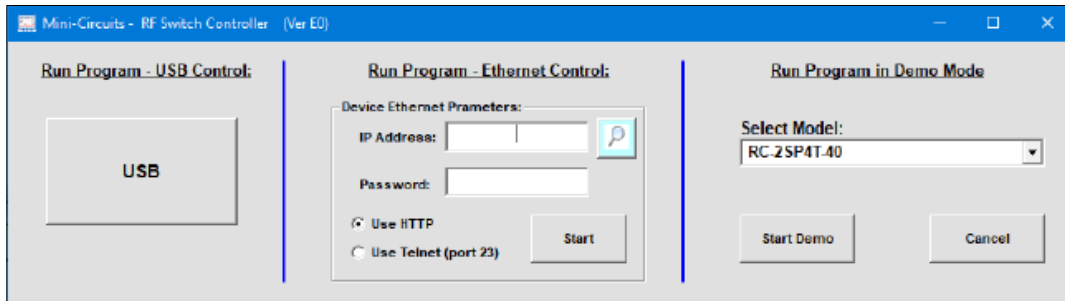 Mini-Circuits - RF Switch Controller (Ver E0)
Run Program - USB Control:
USB
Run Program - Ethernet Control:
Device Ethernet Prameters:
IP Address:
Password:
Use HTTP
Use Telnet (port 23)
Start
Run Program in Demo Mode
Select Model:
RC-2SP4T-40
Start Demo
Cancel